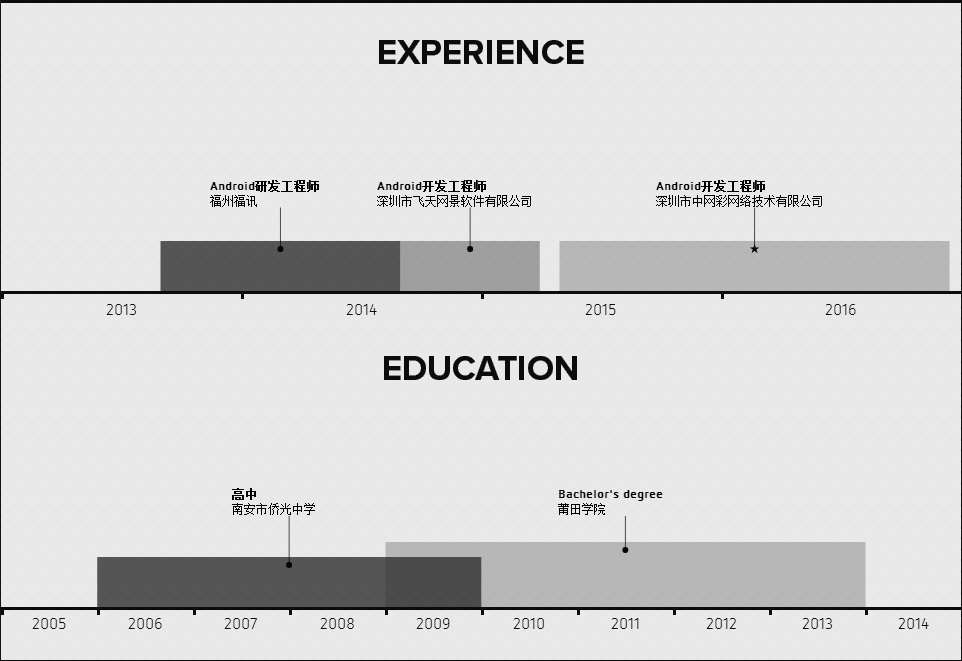 EXPERIENCE
Android研发工程师
福州福讯
Android开发工程师
深圳市飞天网景软件有限公司
Android开发工程师
深圳市中网彩网络技术有限公司
2013 2014 2015 2016
EDUCATION
高中
南安市侨光中学
Bachelor's degree
莆田学院
2005 2006 2007 2008 2009 2010 2011 2012 2013 2014